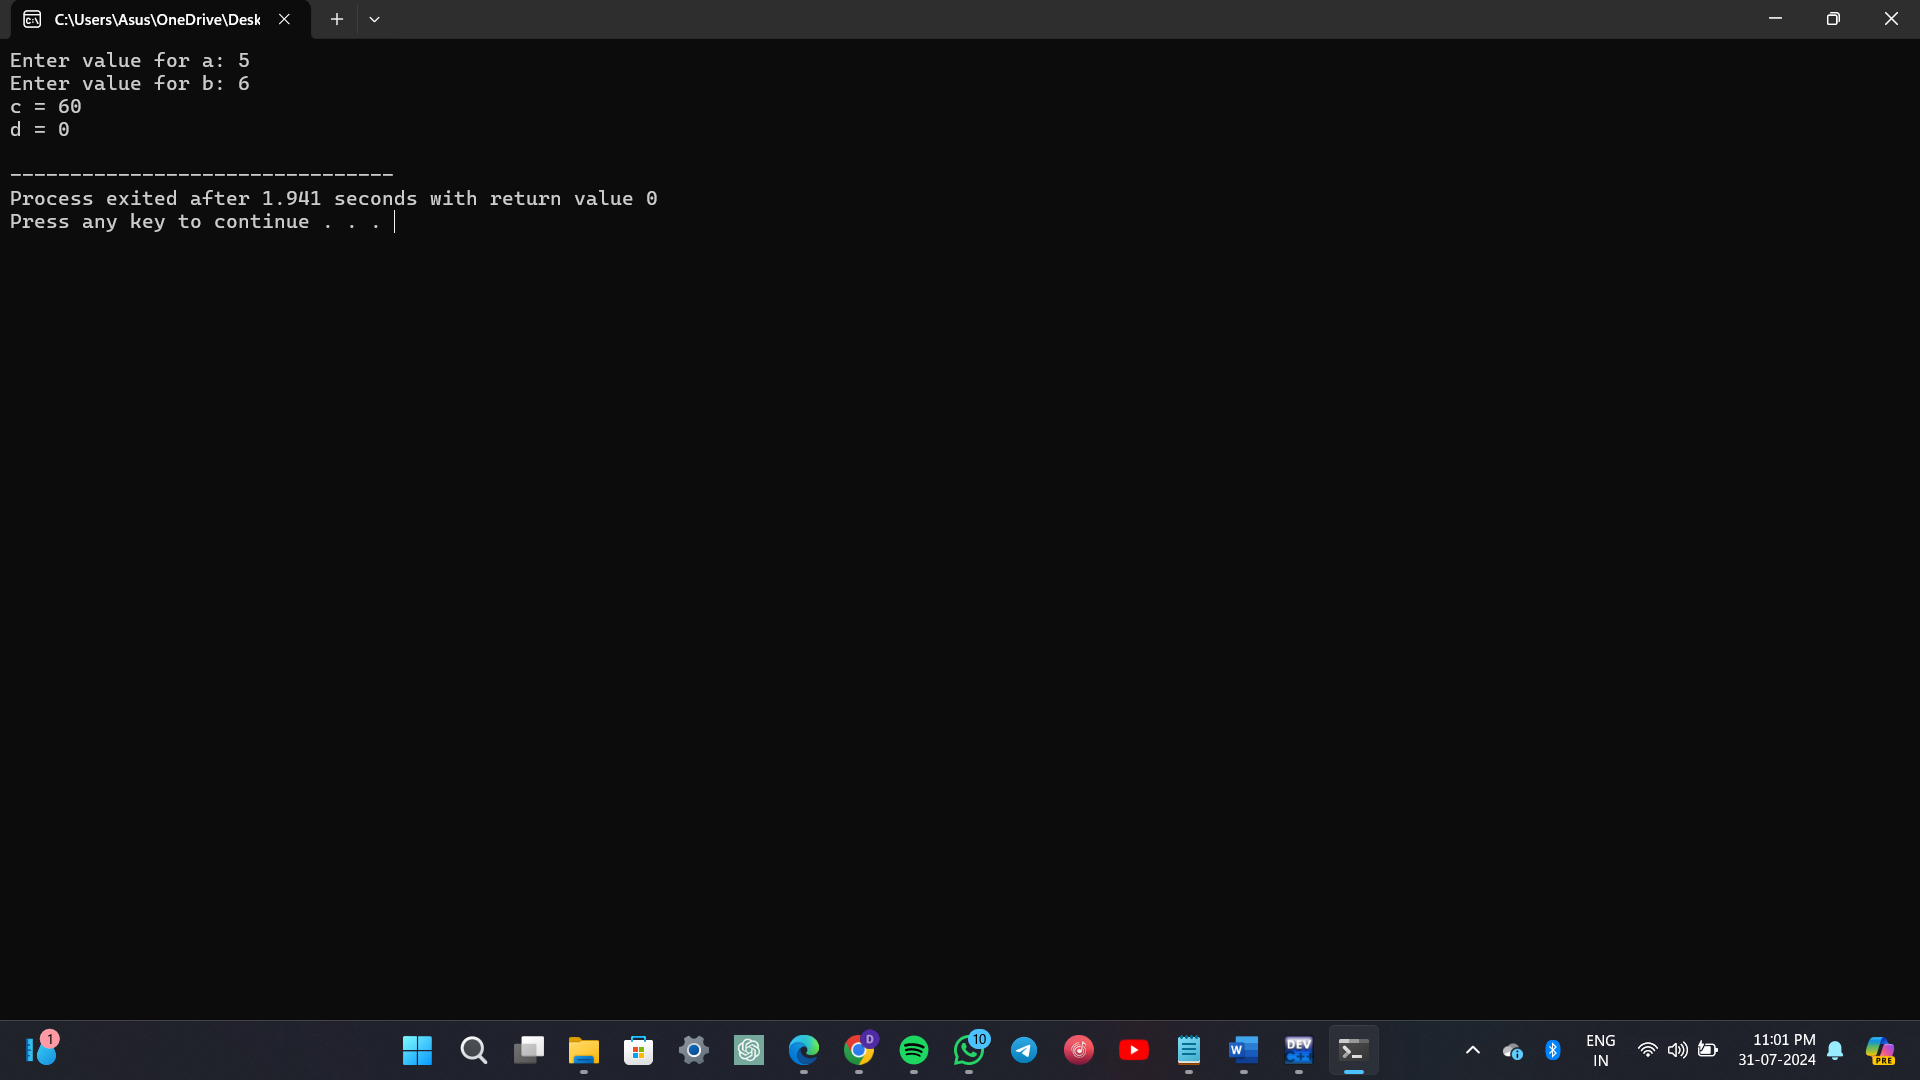 C:\Users\Asus\OneDrive\Desk
Enter value for a: 5
Enter value for b: 6
c = 60
d = 0
--------------------------------
Process exited after 1.941 seconds with return value 0
Press any key to continue . . .
1
D
10
W
DEV
C++
ENG
IN
11:01 PM
31-07-2024
PRE